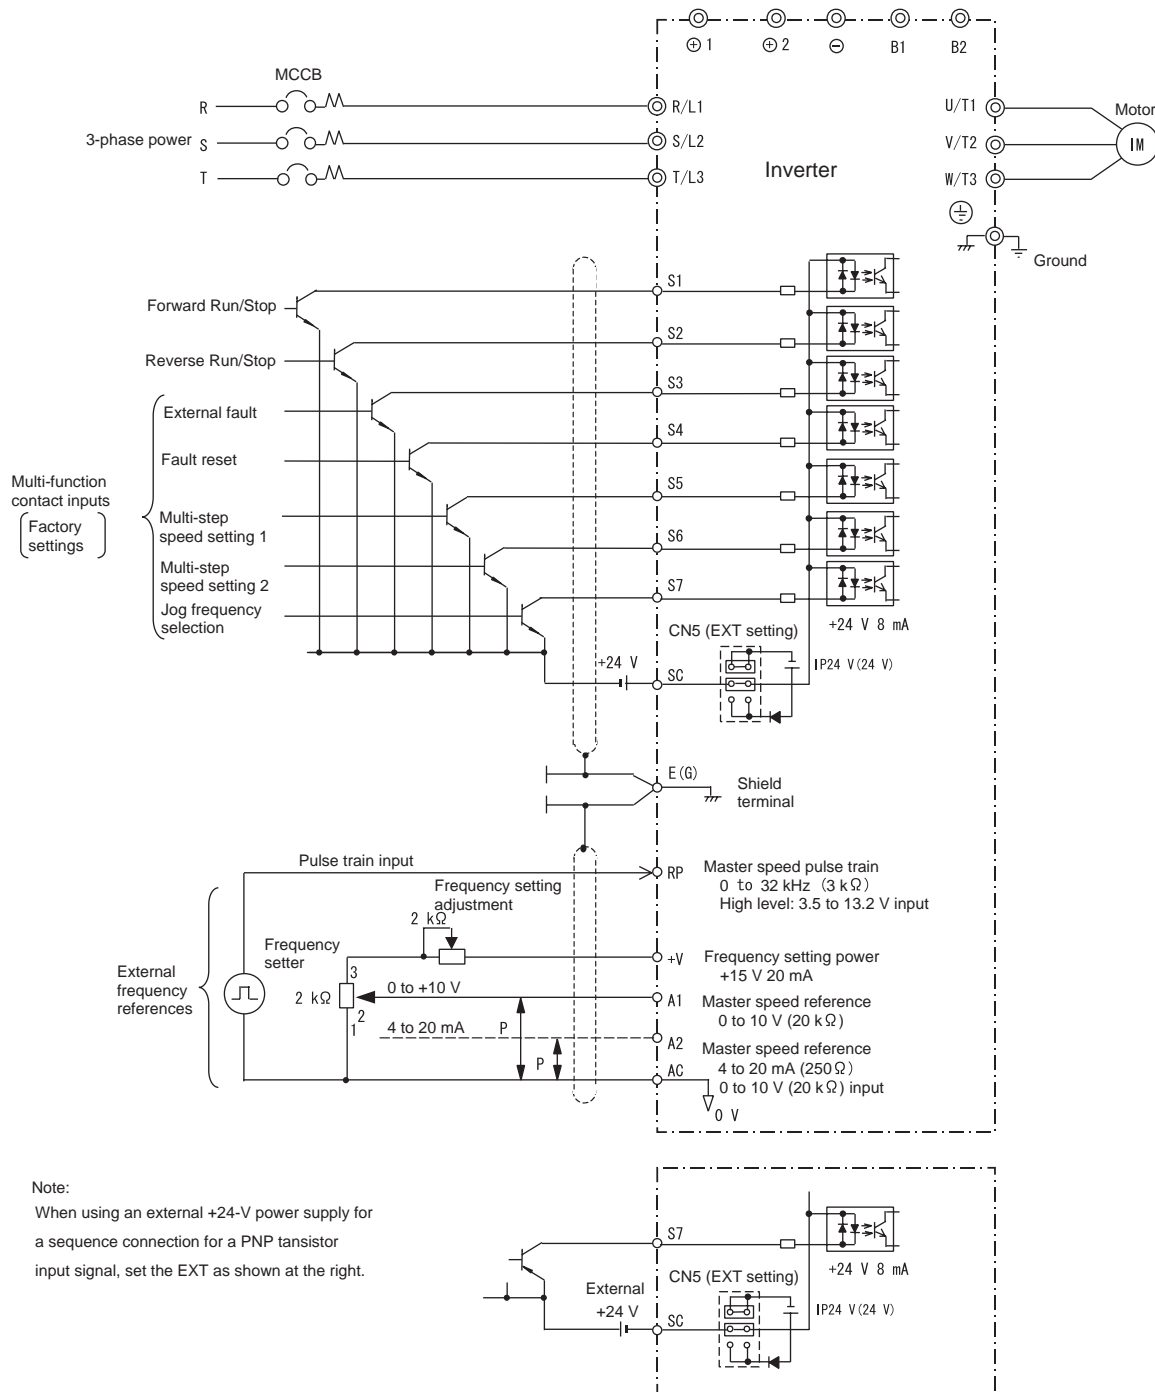 ⊕ 1
⊕ 2
⊖
B1
B2
MCCB
3-phase power
R
S
T
R/L1
S/L2
T/L3
Inverter
U/T1
V/T2
W/T3
Motor
IM
Ground
Forward Run/Stop
Reverse Run/Stop
External fault
Fault reset
Multi-function
contact inputs
Factory
settings
Multi-step
speed setting 1
Multi-step
speed setting 2
Jog frequency
selection
S1
S2
S3
S4
S5
S6
S7
+24 V 8 mA
CN5 (EXT setting)
+24 V
SC
IP24 V(24 V)
E(G)
Shield
terminal
Pulse train input
RP
Master speed pulse train
0 to 32 kHz (3 kΩ)
High level: 3.5 to 13.2 V input
Frequency setting
adjustment
2 kΩ
Frequency
setter
External
frequency
references
3
2 kΩ
2
1
0 to +10 V
4 to 20 mA
P
P
+V
Frequency setting power
+15 V 20 mA
A1
Master speed reference
0 to 10 V (20 kΩ)
A2
Master speed reference
4 to 20 mA (250Ω)
0 to 10 V (20 kΩ) input
AC
0 V
Note:
When using an external +24-V power supply for
a sequence connection for a PNP tansistor
input signal, set the EXT as shown at the right.
S7
+24 V 8 mA
CN5 (EXT setting)
External
+24 V
SC
IP24 V(24 V)